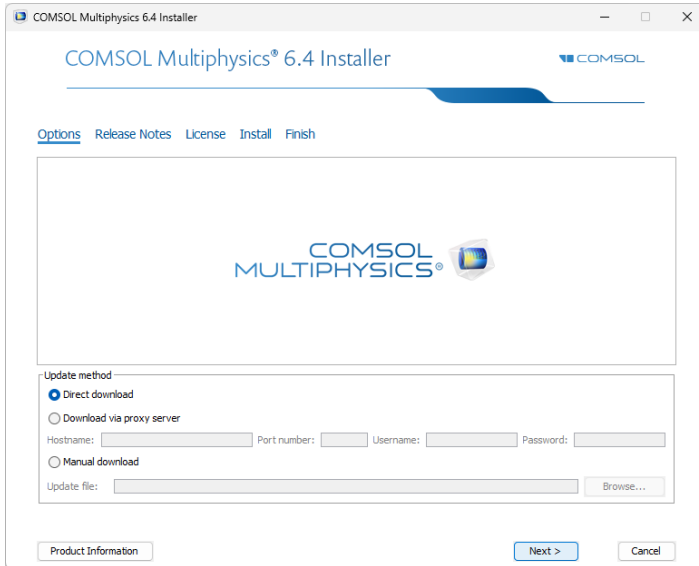 COMSOL Multiphysics 6.4 Installer
COMSOL Multiphysics® 6.4 Installer
COMSOL
Options Release Notes License Install Finish
COMSOL
MULTIPHYSICS®
Update method
Direct download
Download via proxy server
Hostname: Port number: Username: Password:
Manual download
Update file: Browse...
Product Information Next > Cancel